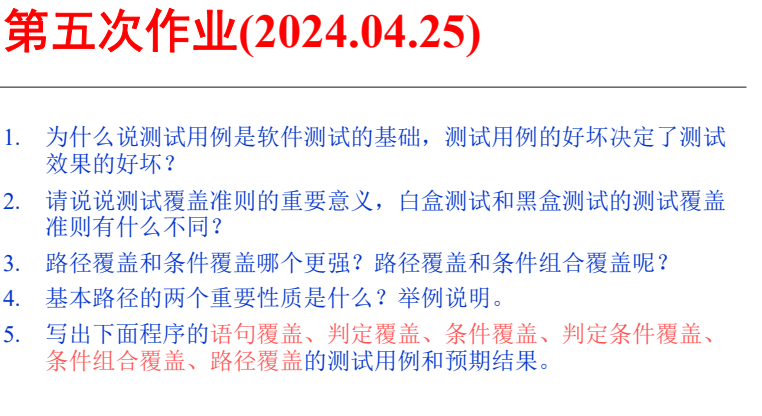 第五次作业(2024.04.25)
1. 为什么说测试用例是软件测试的基础，测试用例的好坏决定了测试
效果的好坏？
2. 请说说测试覆盖准则的重要意义，白盒测试和黑盒测试的测试覆盖
准则有什么不同？
3. 路径覆盖和条件覆盖哪个更强？路径覆盖和条件组合覆盖呢？
4. 基本路径的两个重要性质是什么？举例说明。
5. 写出下面程序的语句覆盖、判定覆盖、条件覆盖、判定条件覆盖、
条件组合覆盖、路径覆盖的测试用例和预期结果。